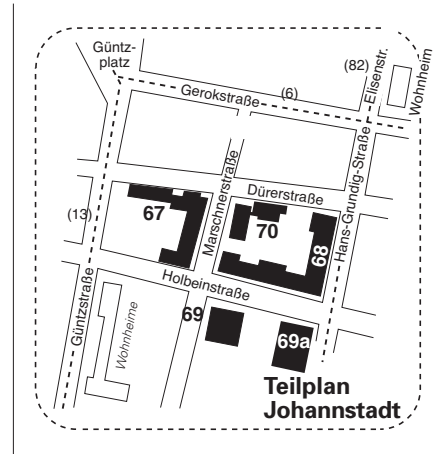 Güntz-
platz
(82)
Elisenstr.
Wohnheim
(6)
Gerokstraße
Marschnerstraße
Hans-Grundig-Straße
Dürerstraße
(13)
67
70
68
Güntzstraße
Holbeinstraße
Wohnheime
69
69a
Teilplan
Johannstadt